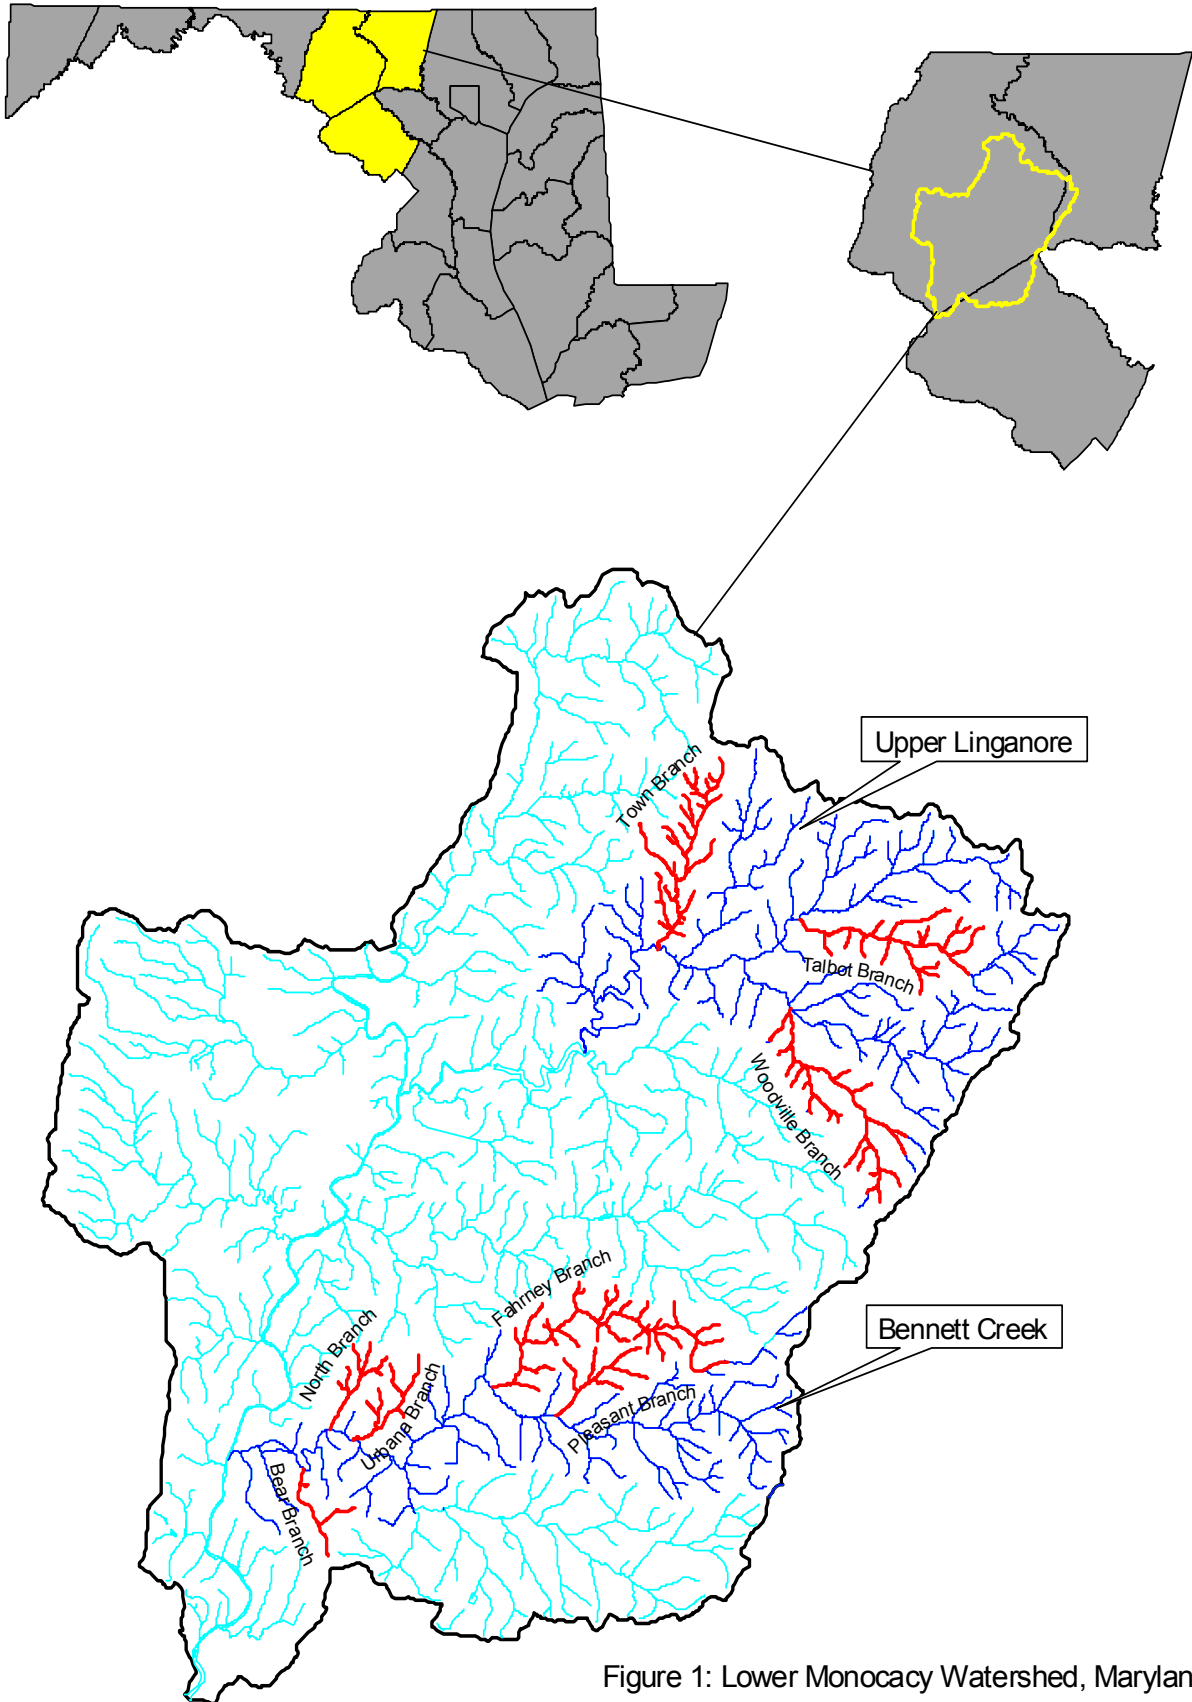 Upper Linganore
Town Branch
Talbot Branch
Woodville Branch
Fahrney Branch
Bennett Creek
North Branch
Urbana Branch
Pleasant Branch
Bear Branch
Figure 1: Lower Monocacy Watershed, Marylan